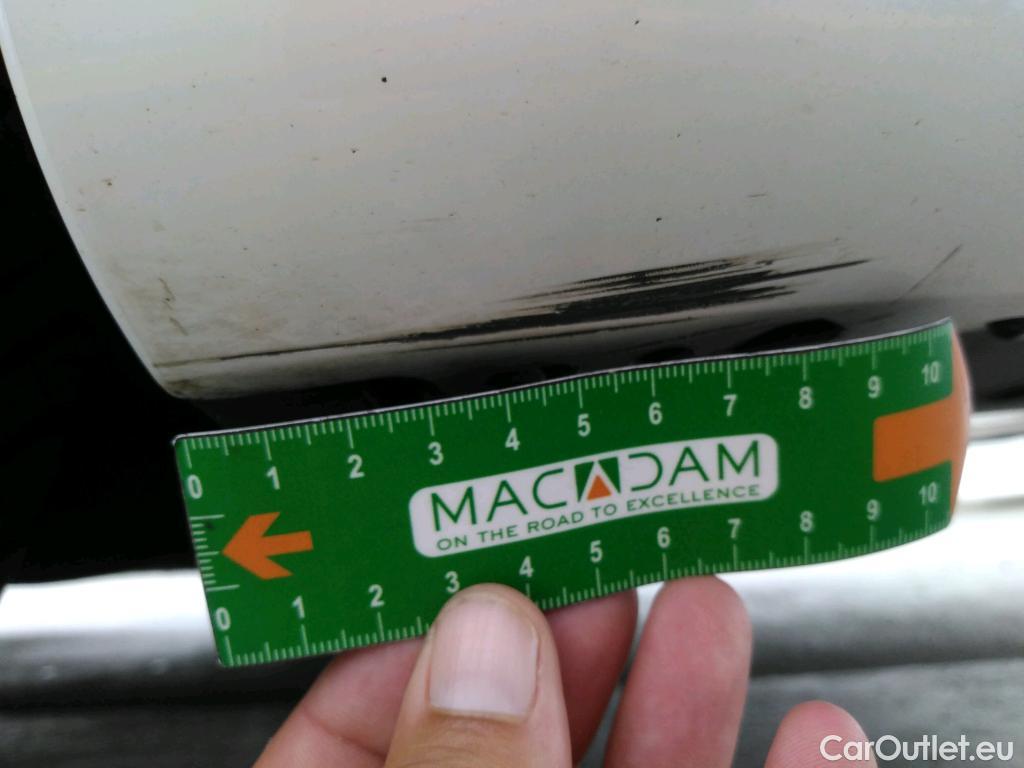 0 1 2 3 4 5 6 7 8 9 10
MACADAM
ON THE ROAD TO EXCELLENCE
0 1 2 3 4 5 6 7 8 9 10
CarOutlet.eu